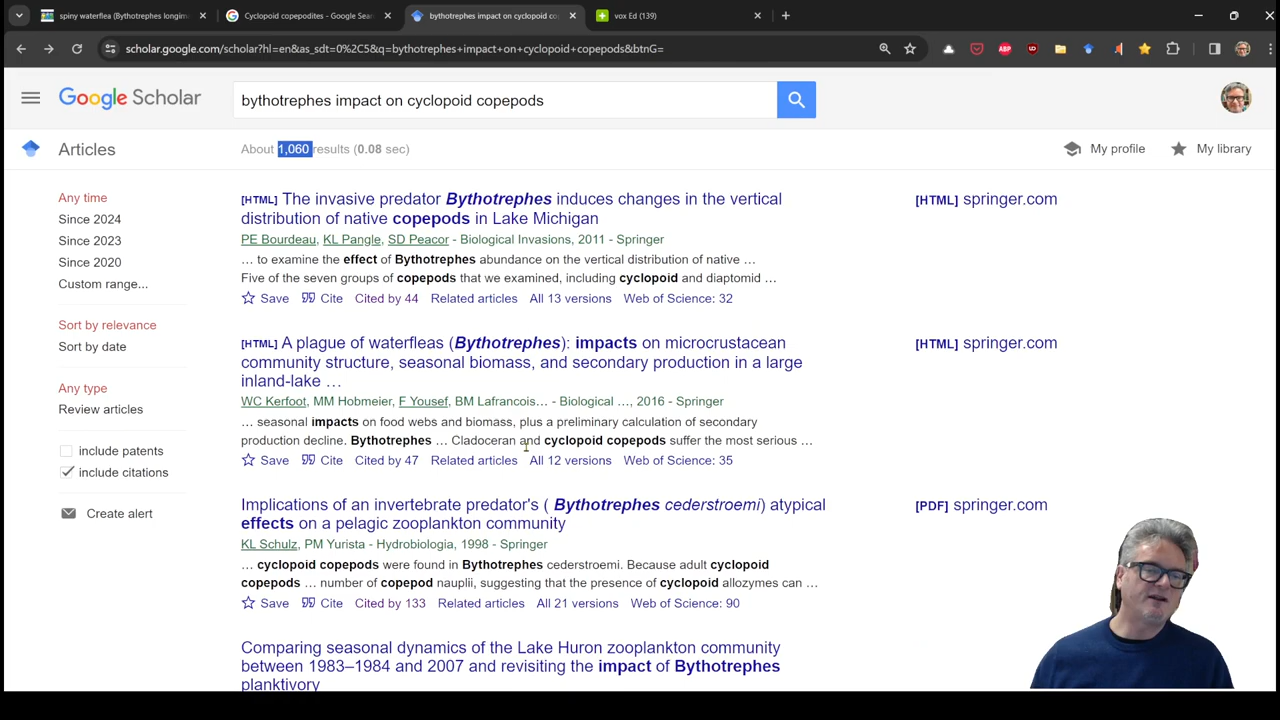 spiny waterflea (Bythotrephes longim
Cyclopoid copepodites - Google Sea
bythotrephes impact on cyclopoid co
vox Ed (139)
scholar.google.com/scholar?hl=en&as_sdt=0%2C5&q=bythotrephes+impact+on+cyclopoid+copepods&btnG=
Google Scholar
bythotrephes impact on cyclopoid copepods
Articles
About 1,060 results (0.08 sec)
My profile
My library
Any time
Since 2024
Since 2023
Since 2020
Custom range...
Sort by relevance
Sort by date
Any type
Review articles
include patents
include citations
Create alert
[HTML] The invasive predator Bythotrephes induces changes in the vertical
distribution of native copepods in Lake Michigan
PE Bourdeau, KL Pangle, SD Peacor - Biological Invasions, 2011 - Springer
… to examine the effect of Bythotrephes abundance on the vertical distribution of native …
Five of the seven groups of copepods that we examined, including cyclopoid and diaptomid …
Save Cite Cited by 44 Related articles All 13 versions Web of Science: 32
[HTML] springer.com
[HTML] A plague of waterfleas (Bythotrephes): impacts on microcrustacean
community structure, seasonal biomass, and secondary production in a large
inland-lake …
WC Kerfoot, MM Hobmeier, F Yousef, BM Lafrancois… - Biological …, 2016 - Springer
… seasonal impacts on food webs and biomass, plus a preliminary calculation of secondary
production decline. Bythotrephes … Cladoceran and cyclopoid copepods suffer the most serious …
Save Cite Cited by 47 Related articles All 12 versions Web of Science: 35
[HTML] springer.com
Implications of an invertebrate predator's ( Bythotrephes cederstroemi) atypical
effects on a pelagic zooplankton community
KL Schulz, PM Yurista - Hydrobiologia, 1998 - Springer
… cyclopoid copepods were found in Bythotrephes cederstroemi. Because adult cyclopoid
copepods … number of copepod nauplii, suggesting that the presence of cyclopoid allozymes can …
Save Cite Cited by 133 Related articles All 21 versions Web of Science: 90
[PDF] springer.com
Comparing seasonal dynamics of the Lake Huron zooplankton community
between 1983–1984 and 2007 and revisiting the impact of Bythotrephes
planktivory